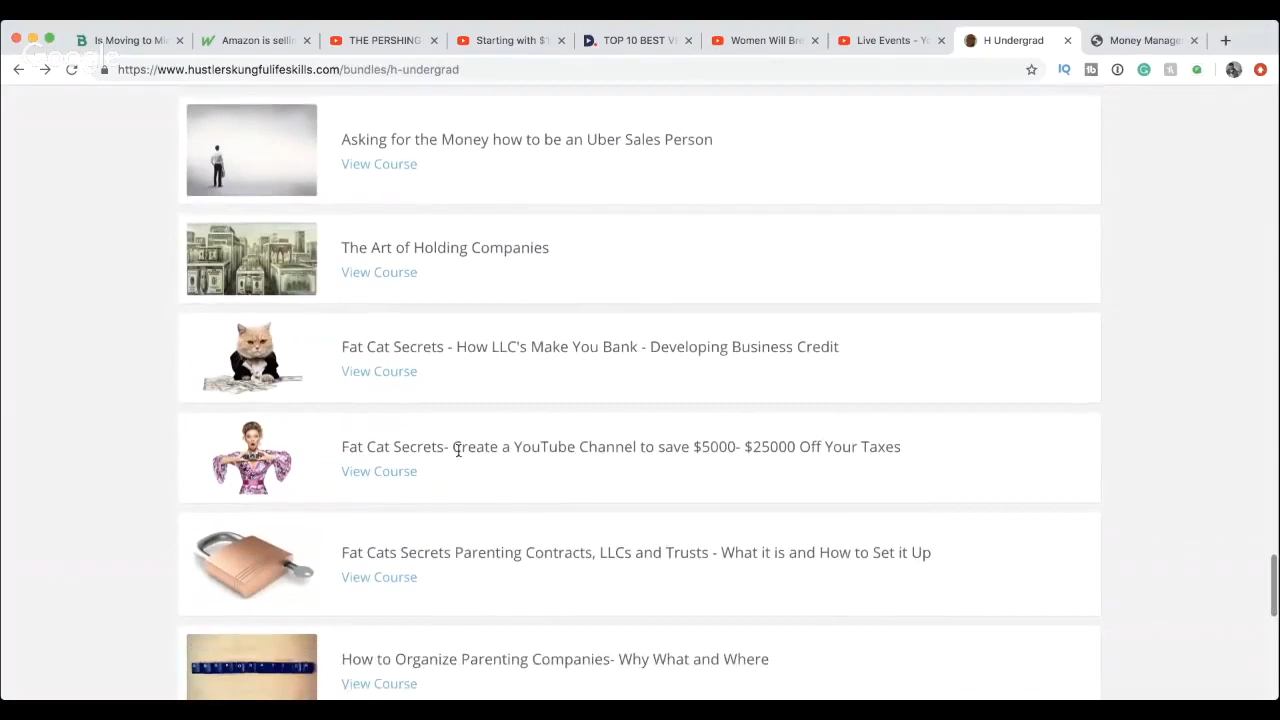 Is Moving to Mi
Amazon is sellin
THE PERSHING
Starting with $1
TOP 10 BEST V
Women Will Bre
Live Events - Yo
H Undergrad
Money Manage
Google
https://www.hustlerskungfulifeskills.com/bundles/h-undergrad
Asking for the Money how to be an Uber Sales Person
View Course
The Art of Holding Companies
View Course
Fat Cat Secrets - How LLC's Make You Bank - Developing Business Credit
View Course
Fat Cat Secrets- Create a YouTube Channel to save $5000- $25000 Off Your Taxes
View Course
Fat Cats Secrets Parenting Contracts, LLCs and Trusts - What it is and How to Set it Up
View Course
How to Organize Parenting Companies- Why What and Where
View Course